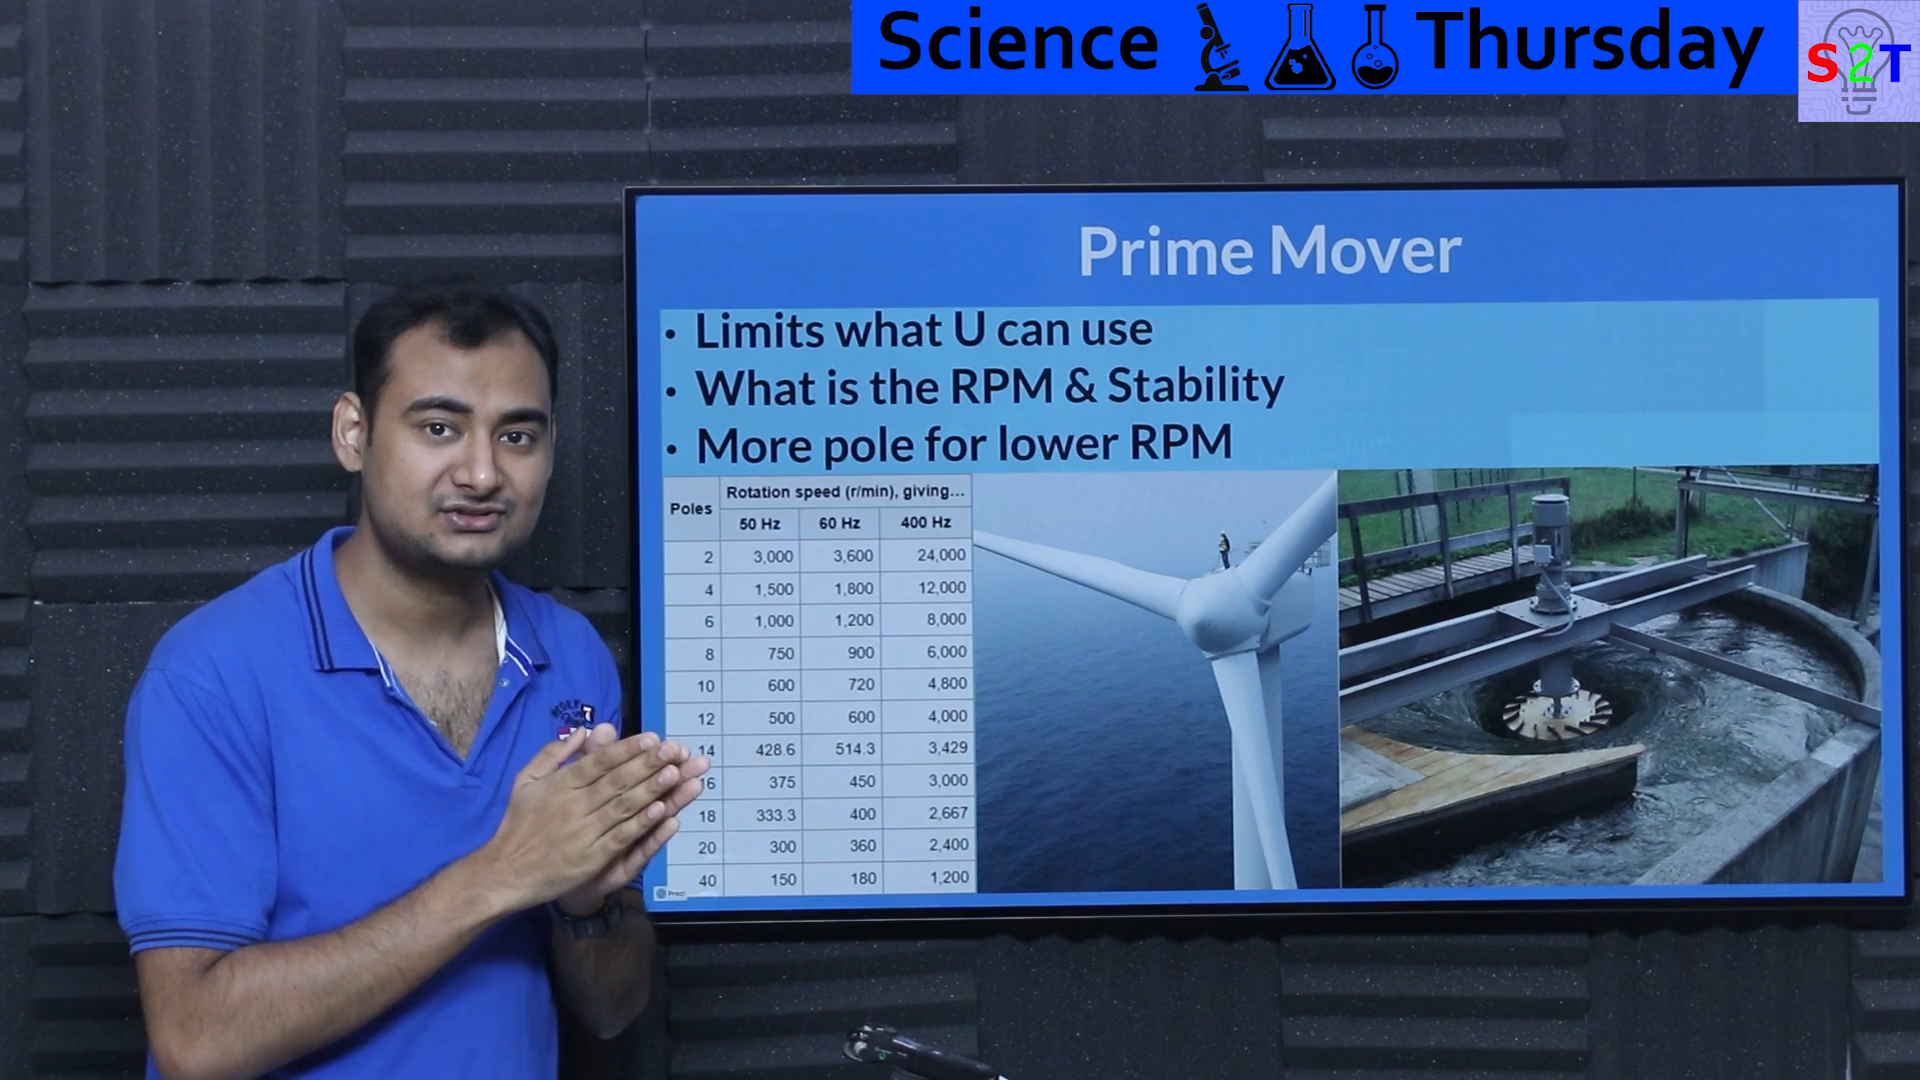 Science Thursday
S2T
Prime Mover
• Limits what U can use
• What is the RPM & Stability
• More pole for lower RPM
Poles Rotation speed (r/min), giving...
50 Hz 60 Hz 400 Hz
2 3,000 3,600 24,000
4 1,500 1,800 12,000
6 1,000 1,200 8,000
8 750 900 6,000
10 600 720 4,800
12 500 600 4,000
14 428.6 514.3 3,429
16 375 450 3,000
18 333.3 400 2,667
20 300 360 2,400
40 150 180 1,200
Prezi
7